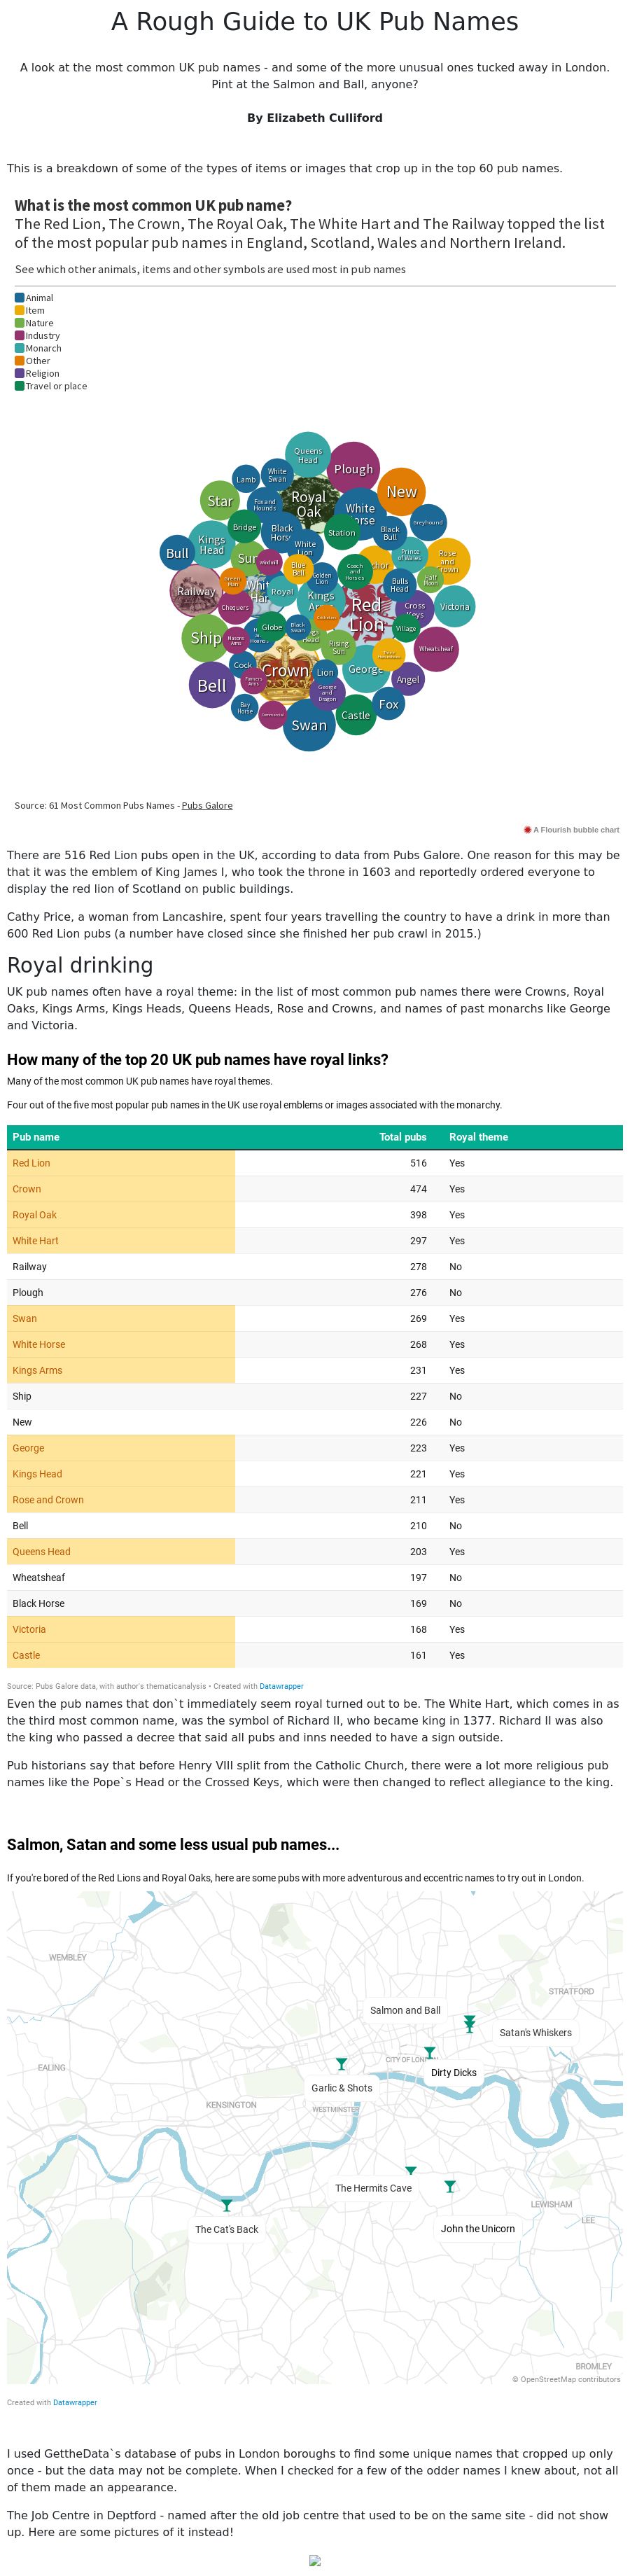 A Rough Guide to UK Pub Names
A look at the most common UK pub names - and some of the more unusual ones tucked away in London.
Pint at the Salmon and Ball, anyone?
By Elizabeth Culliford
This is a breakdown of some of the types of items or images that crop up in the top 60 pub names.
What is the most common UK pub name?
The Red Lion, The Crown, The Royal Oak, The White Hart and The Railway topped the list
of the most popular pub names in England, Scotland, Wales and Northern Ireland.
See which other animals, items and other symbols are used most in pub names
Animal
Item
Nature
Industry
Monarch
Other
Religion
Travel or place
Queens
Head
Plough
White
Swan
Lamb
New
Royal
Oak
Star
Fox and
Hounds
White
Horse
Greyhound
Bridge
Black
Horse
Station
Black
Bull
Kings
Head
White
Lion
Prince
of Wales
Rose
and
Crown
Bull
Sun
Windmill
Blue
Bell
Golden
Lion
Coach
and
Horses
Half
Moon
Green
Man
Railway
White
Hart
Royal
Kings
Arms
Bulls
Head
Chequers
Red
Lion
Cross
Keys
Victoria
Globe
Black
Swan
Village
Ship
Masons
Arms
Rising
Sun
Wheatsheaf
Cock
Crown
Lion
George
Angel
Bell
Farmers
Arms
George
and
Dragon
Fox
Bay
Horse
Commercial
Swan
Castle
Source: 61 Most Common Pubs Names - Pubs Galore
A Flourish bubble chart
There are 516 Red Lion pubs open in the UK, according to data from Pubs Galore. One reason for this may be
that it was the emblem of King James I, who took the throne in 1603 and reportedly ordered everyone to
display the red lion of Scotland on public buildings.
Cathy Price, a woman from Lancashire, spent four years travelling the country to have a drink in more than
600 Red Lion pubs (a number have closed since she finished her pub crawl in 2015.)
Royal drinking
UK pub names often have a royal theme: in the list of most common pub names there were Crowns, Royal
Oaks, Kings Arms, Kings Heads, Queens Heads, Rose and Crowns, and names of past monarchs like George
and Victoria.
How many of the top 20 UK pub names have royal links?
Many of the most common UK pub names have royal themes.
Four out of the five most popular pub names in the UK use royal emblems or images associated with the monarchy.
Pub name Total pubs Royal theme
Red Lion 516 Yes
Crown 474 Yes
Royal Oak 398 Yes
White Hart 297 Yes
Railway 278 No
Plough 276 No
Swan 269 Yes
White Horse 268 Yes
Kings Arms 231 Yes
Ship 227 No
New 226 No
George 223 Yes
Kings Head 221 Yes
Rose and Crown 211 Yes
Bell 210 No
Queens Head 203 Yes
Wheatsheaf 197 No
Black Horse 169 No
Victoria 168 Yes
Castle 161 Yes
Source: Pubs Galore data, with author's thematicanalysis • Created with Datawrapper
Even the pub names that don`t immediately seem royal turned out to be. The White Hart, which comes in as
the third most common name, was the symbol of Richard II, who became king in 1377. Richard II was also
the king who passed a decree that said all pubs and inns needed to have a sign outside.
Pub historians say that before Henry VIII split from the Catholic Church, there were a lot more religious pub
names like the Pope`s Head or the Crossed Keys, which were then changed to reflect allegiance to the king.
Salmon, Satan and some less usual pub names...
If you're bored of the Red Lions and Royal Oaks, here are some pubs with more adventurous and eccentric names to try out in London.
WEMBLEY
STRATFORD
Salmon and Ball
Satan's Whiskers
CITY OF LONDON
EALING
Dirty Dicks
Garlic & Shots
KENSINGTON
WESTMINSTER
The Hermits Cave
LEWISHAM
LEE
The Cat's Back
John the Unicorn
BROMLEY
© OpenStreetMap contributors
Created with Datawrapper
I used GettheData`s database of pubs in London boroughs to find some unique names that cropped up only
once - but the data may not be complete. When I checked for a few of the odder names I knew about, not all
of them made an appearance.
The Job Centre in Deptford - named after the old job centre that used to be on the same site - did not show
up. Here are some pictures of it instead!